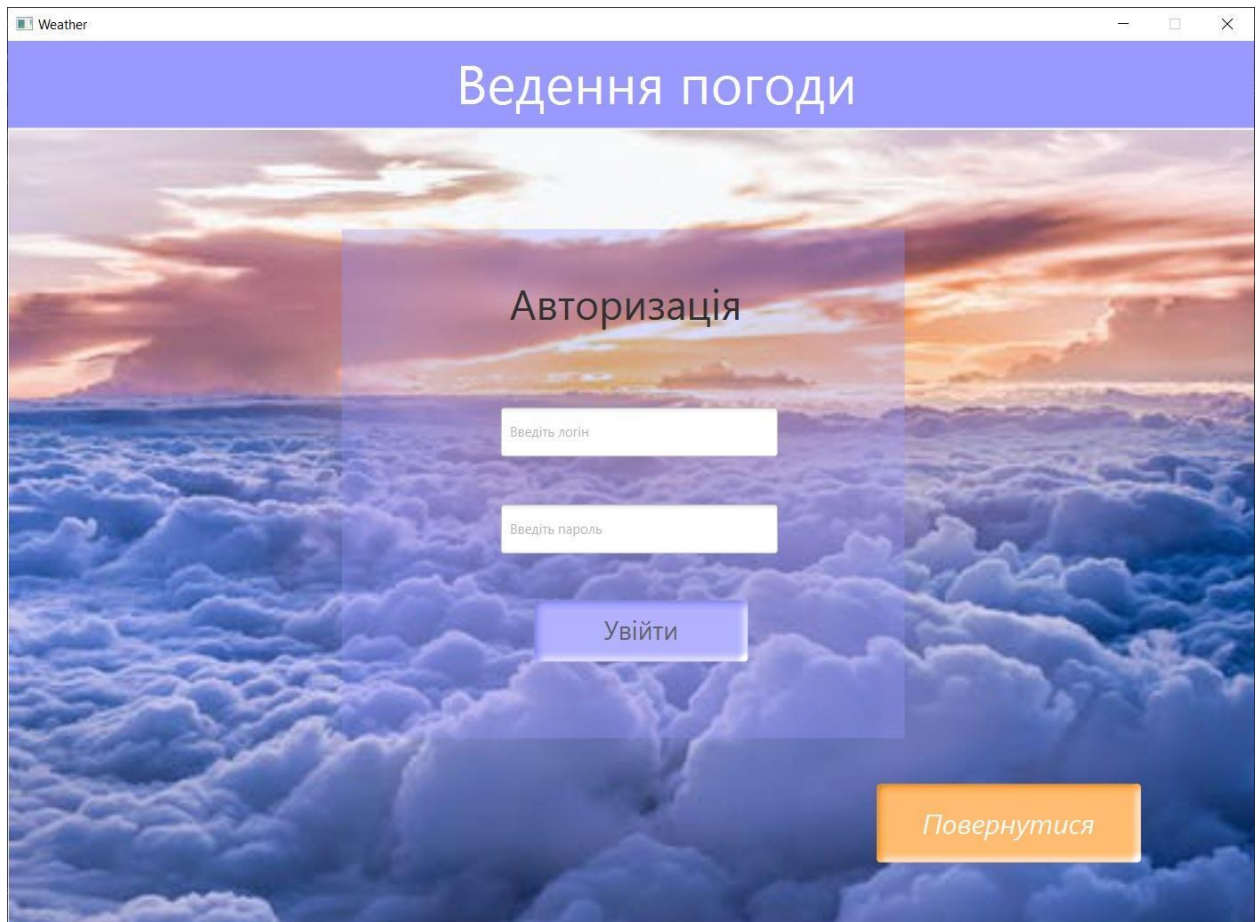 Weather
Ведення погоди
Авторизація
Введіть логін
Введіть пароль
Увійти
Повернутися